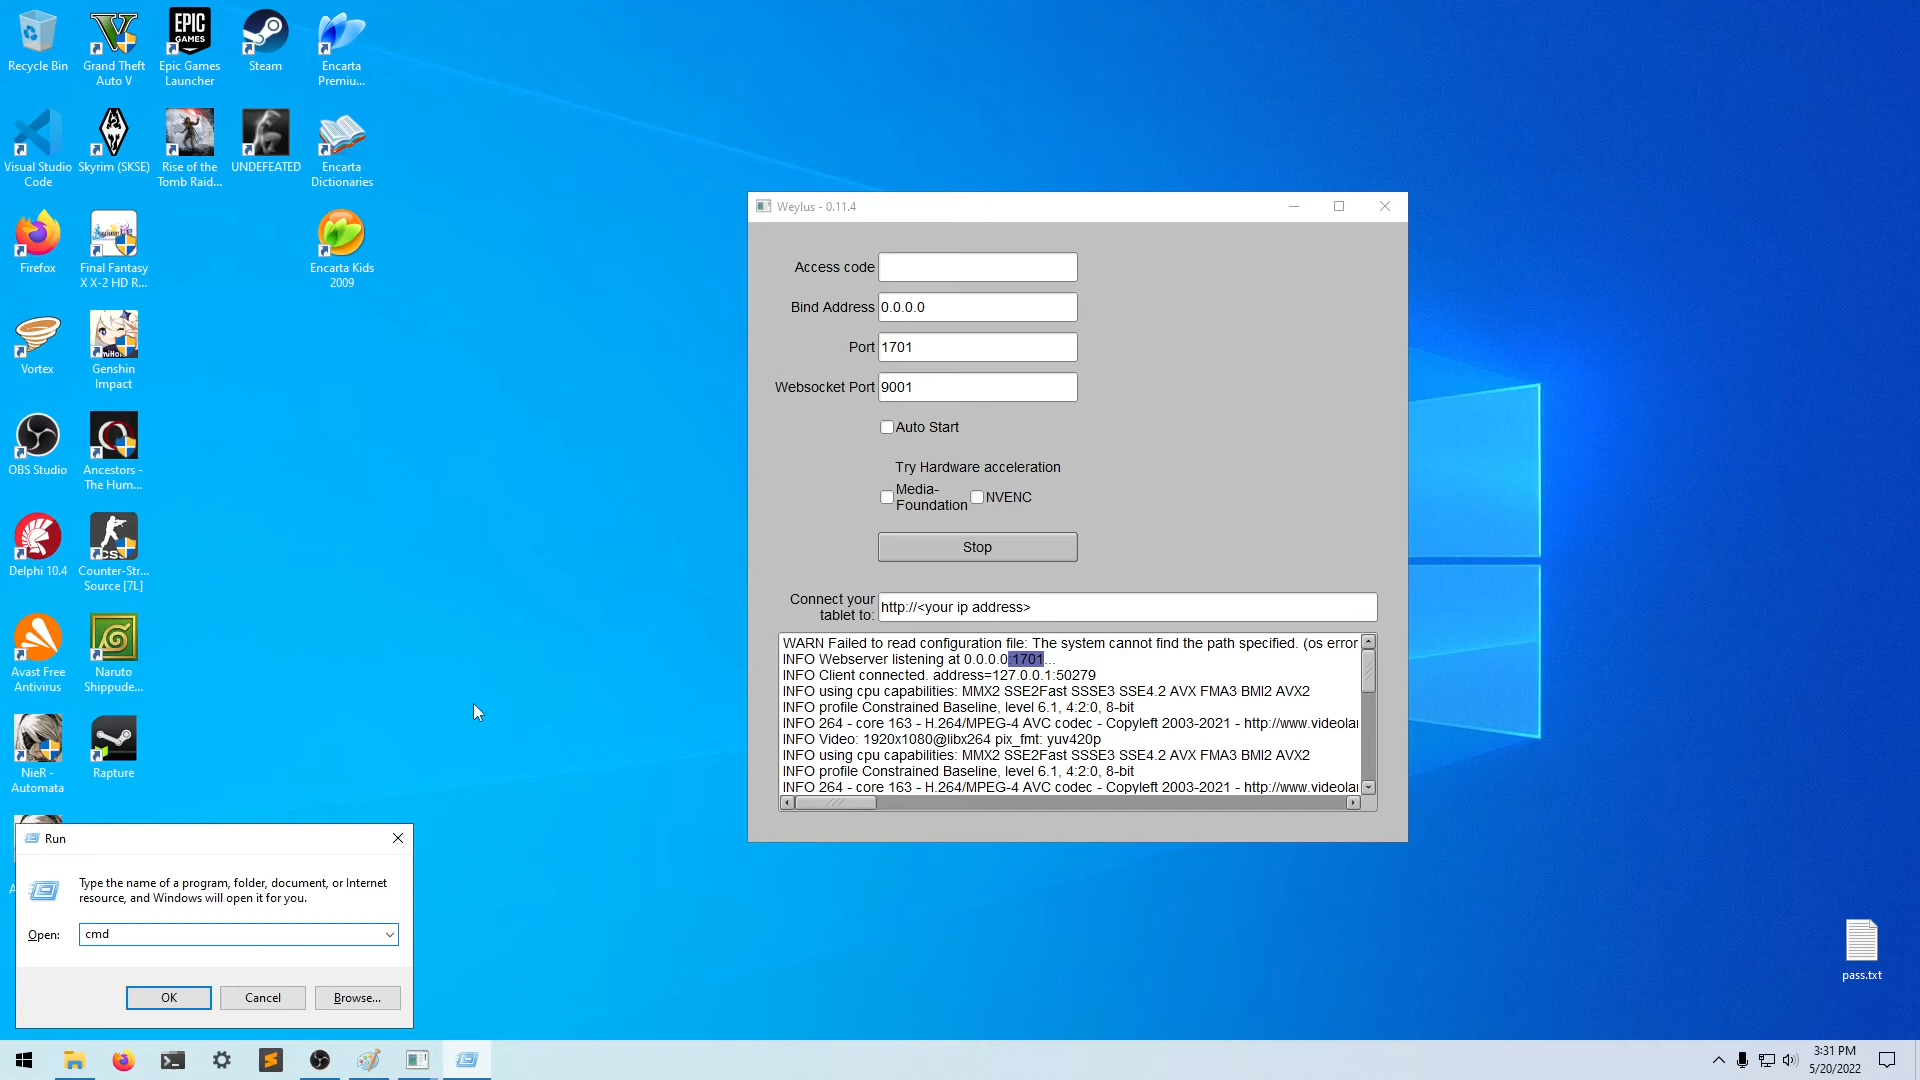 Recycle Bin
Grand Theft
Auto V
EPIC
GAMES
Epic Games
Launcher
Steam
Encarta
Premiu...
Visual Studio
Code
Skyrim (SKSE)
Rise of the
Tomb Raid...
UNDEFEATED
Encarta
Dictionaries
Firefox
Final Fantasy
X X-2 HD R...
Encarta Kids
2009
Vortex
Genshin
Impact
OBS Studio
Ancestors -
The Hum...
Delphi 10.4
Counter-Str...
Source [7L]
Avast Free
Antivirus
Naruto
Shippude...
NieR -
Automata
Rapture
Weylus - 0.11.4
Access code
Bind Address 0.0.0.0
Port 1701
Websocket Port 9001
Auto Start
Try Hardware acceleration
Media-
Foundation
NVENC
Stop
Connect your
tablet to: http://<your ip address>
WARN Failed to read configuration file: The system cannot find the path specified. (os error
INFO Webserver listening at 0.0.0.0:1701...
INFO Client connected. address=127.0.0.1:50279
INFO using cpu capabilities: MMX2 SSE2Fast SSSE3 SSE4.2 AVX FMA3 BMI2 AVX2
INFO profile Constrained Baseline, level 6.1, 4:2:0, 8-bit
INFO 264 - core 163 - H.264/MPEG-4 AVC codec - Copyleft 2003-2021 - http://www.videolar
INFO Video: 1920x1080@libx264 pix_fmt: yuv420p
INFO using cpu capabilities: MMX2 SSE2Fast SSSE3 SSE4.2 AVX FMA3 BMI2 AVX2
INFO profile Constrained Baseline, level 6.1, 4:2:0, 8-bit
INFO 264 - core 163 - H.264/MPEG-4 AVC codec - Copyleft 2003-2021 - http://www.videolar
Run
Type the name of a program, folder, document, or Internet
resource, and Windows will open it for you.
Open: cmd
OK
Cancel
Browse...
pass.txt
3:31 PM
5/20/2022